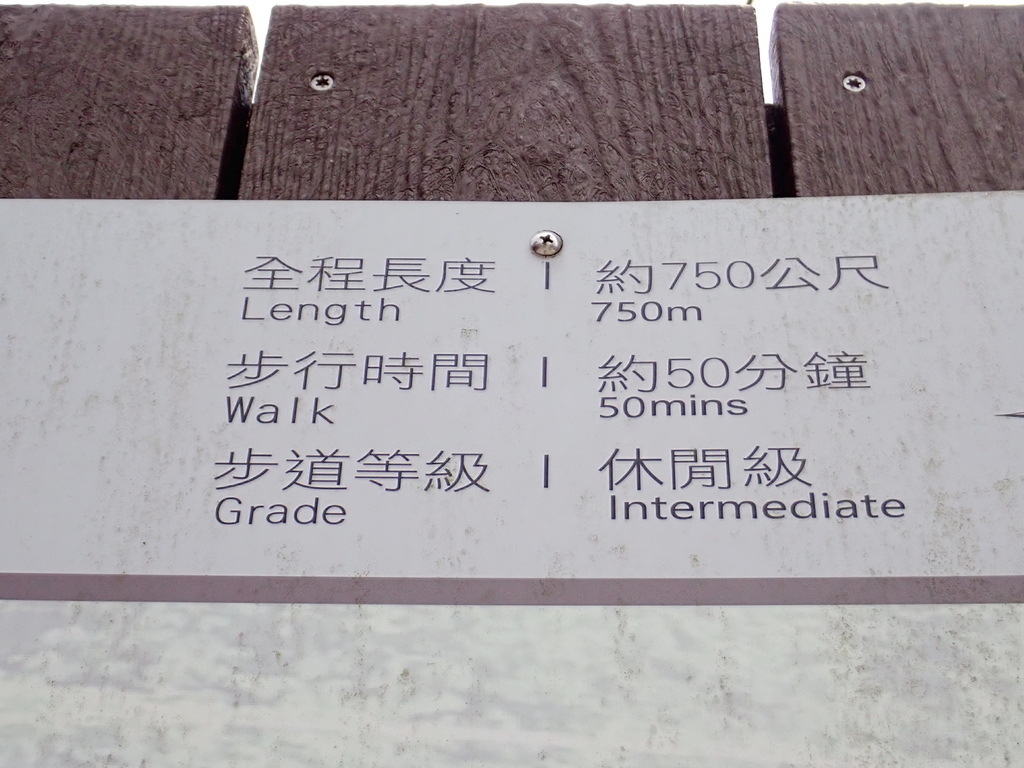 全程長度 | 約750公尺
Length 750m
步行時間 | 約50分鐘
Walk 50mins
步道等級 | 休閒級
Grade Intermediate